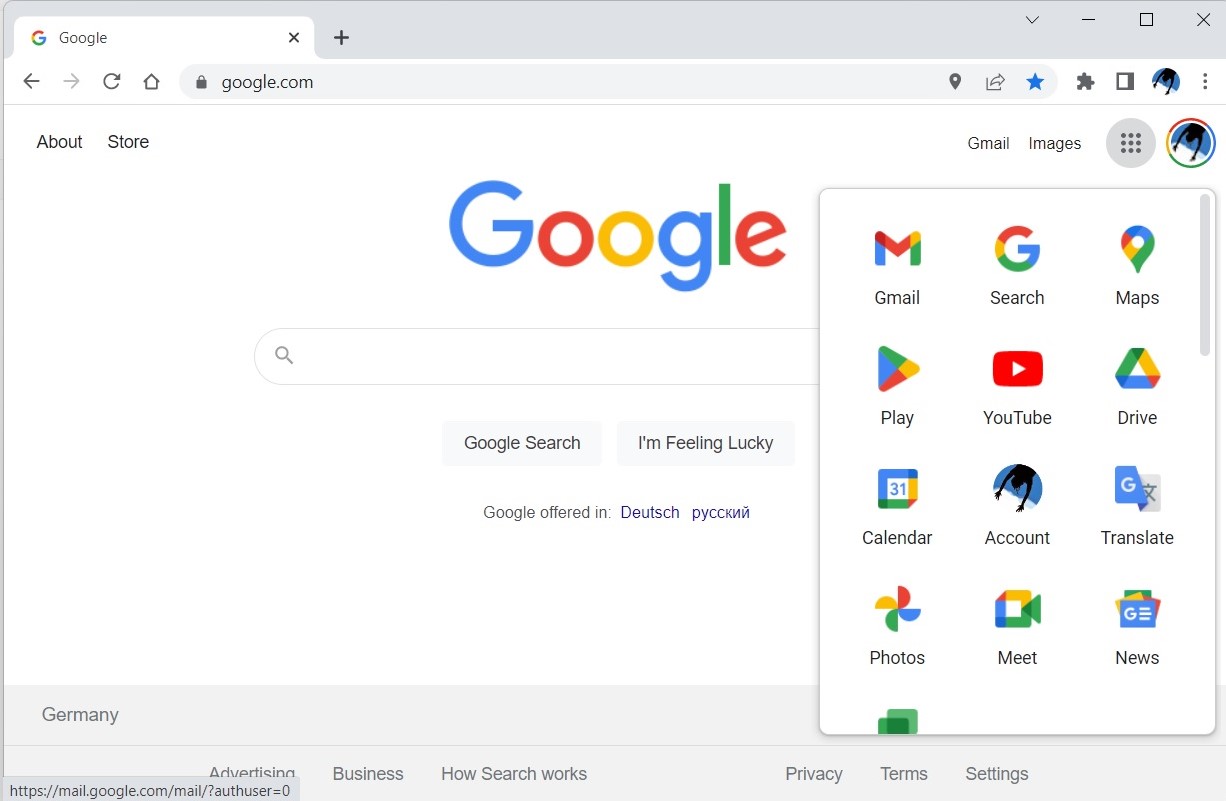 Google
google.com
About Store
Gmail Images
Google
Gmail Search Maps
Play YouTube Drive
31
G
Calendar Account Translate
GE
Photos Meet News
Google Search I'm Feeling Lucky
Google offered in: Deutsch русский
Germany
Advertising Business How Search works Privacy Terms Settings
https://mail.google.com/mail/?authuser=0